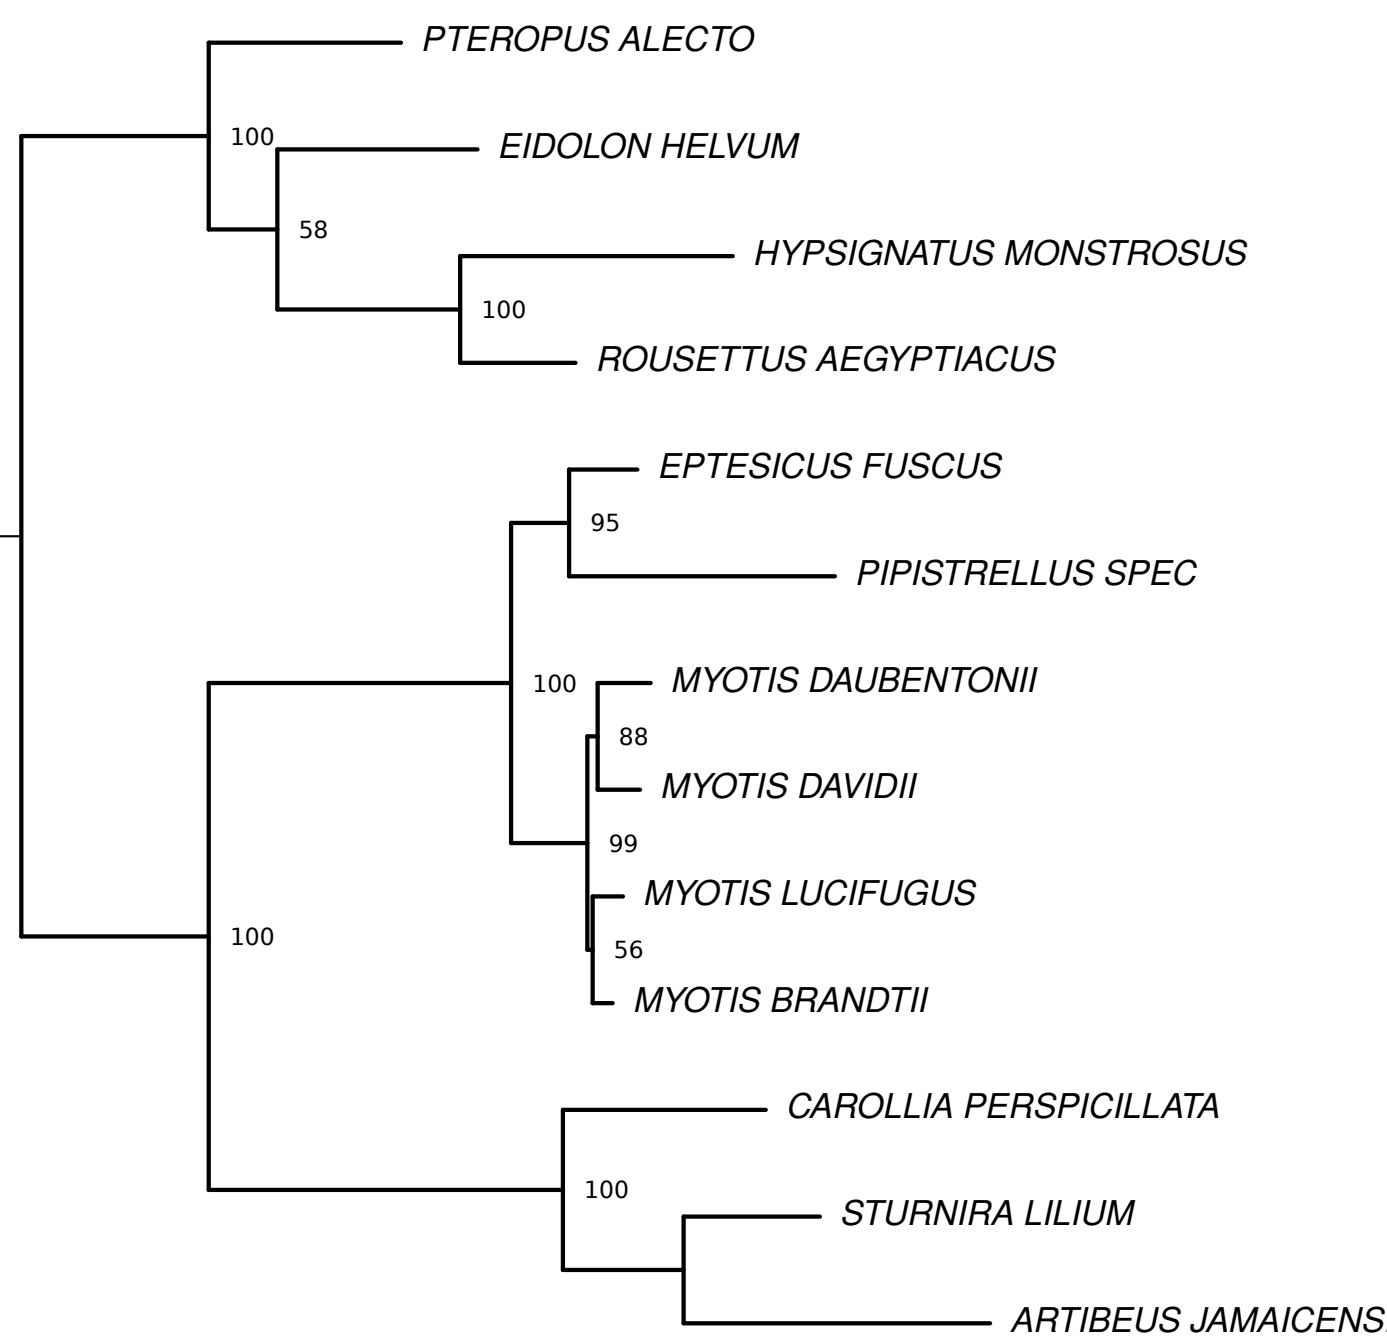 PTEROPUS ALECTO
100
EIDOLON HELVUM
58
HYPSIGNATUS MONSTROSUS
100
ROUSETTUS AEGYPTIACUS
EPTESICUS FUSCUS
95
PIPISTRELLUS SPEC
MYOTIS DAUBENTONII
100
88
MYOTIS DAVIDII
99
MYOTIS LUCIFUGUS
100
56
MYOTIS BRANDTII
CAROLLIA PERSPICILLATA
100
STURNIRA LILIUM
ARTIBEUS JAMAICENS